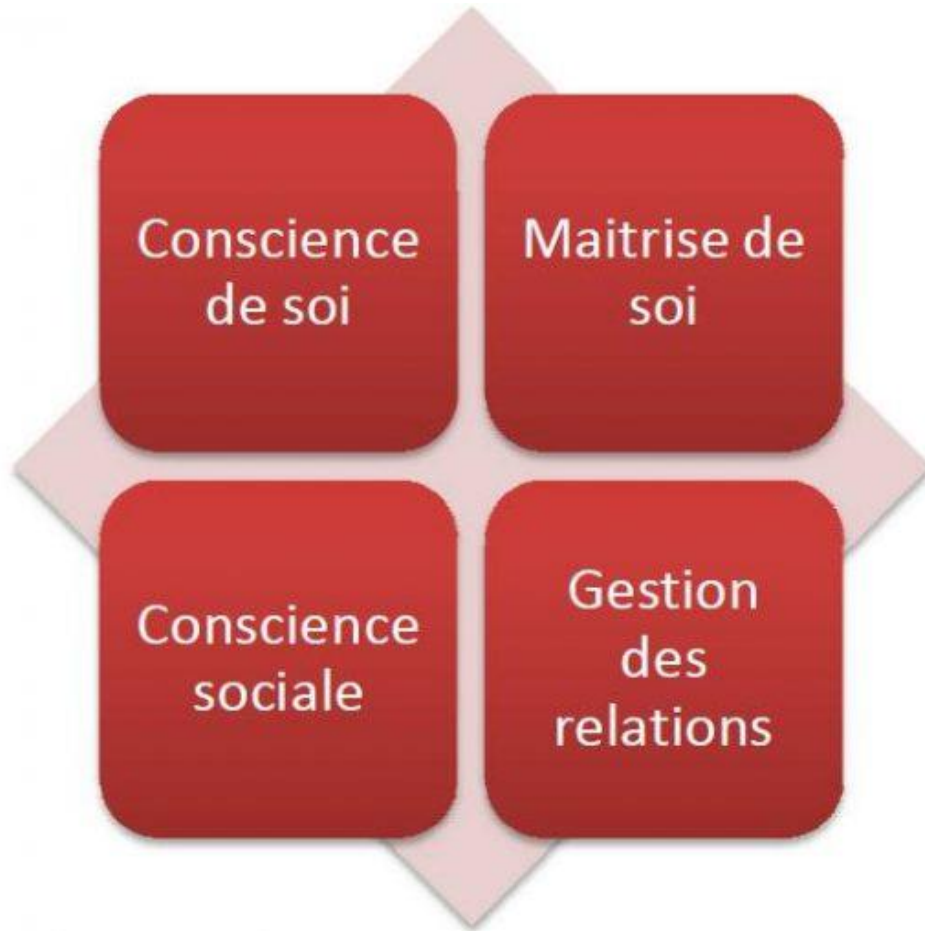 Conscience
de soi
Maitrise de
soi
Conscience
sociale
Gestion
des
relations